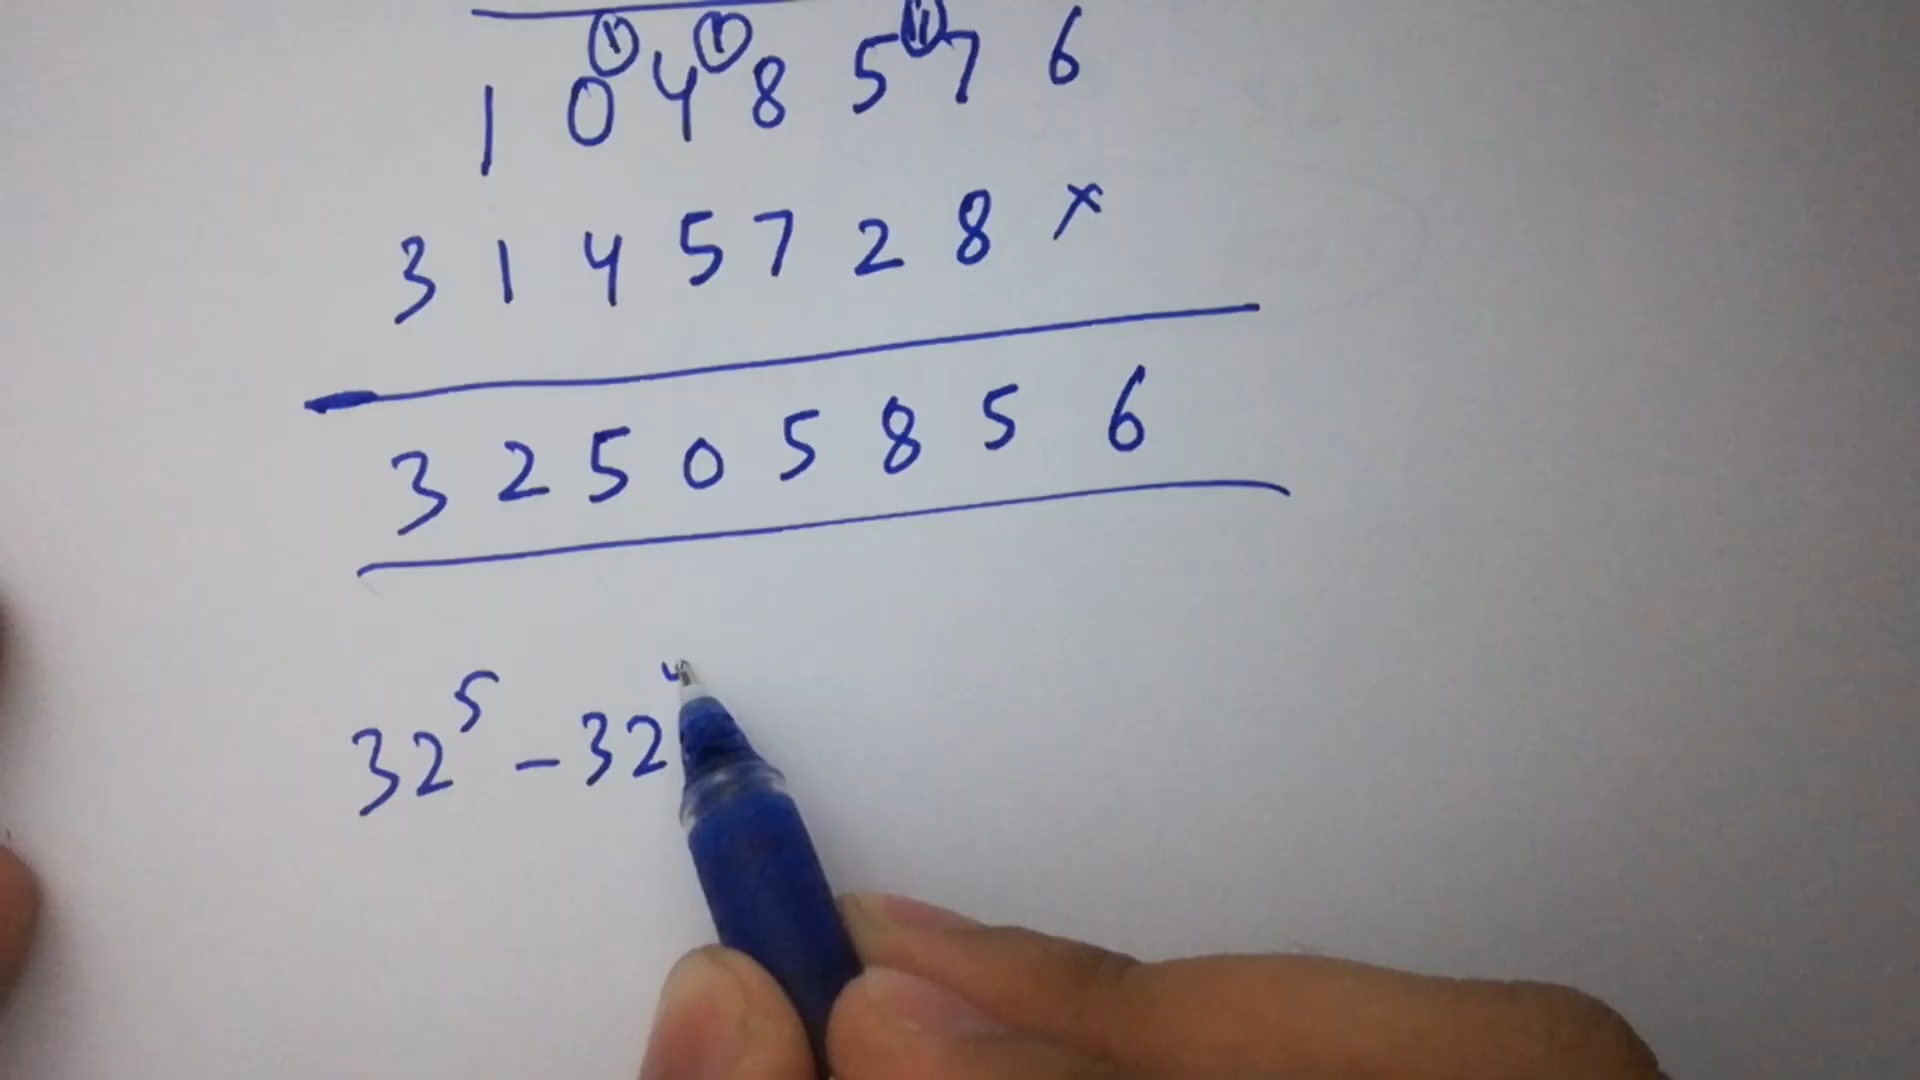 1 0 4 8 5 7 6
3 1 4 5 7 2 8 ×
3 2 5 0 5 8 5 6
32⁵ - 32